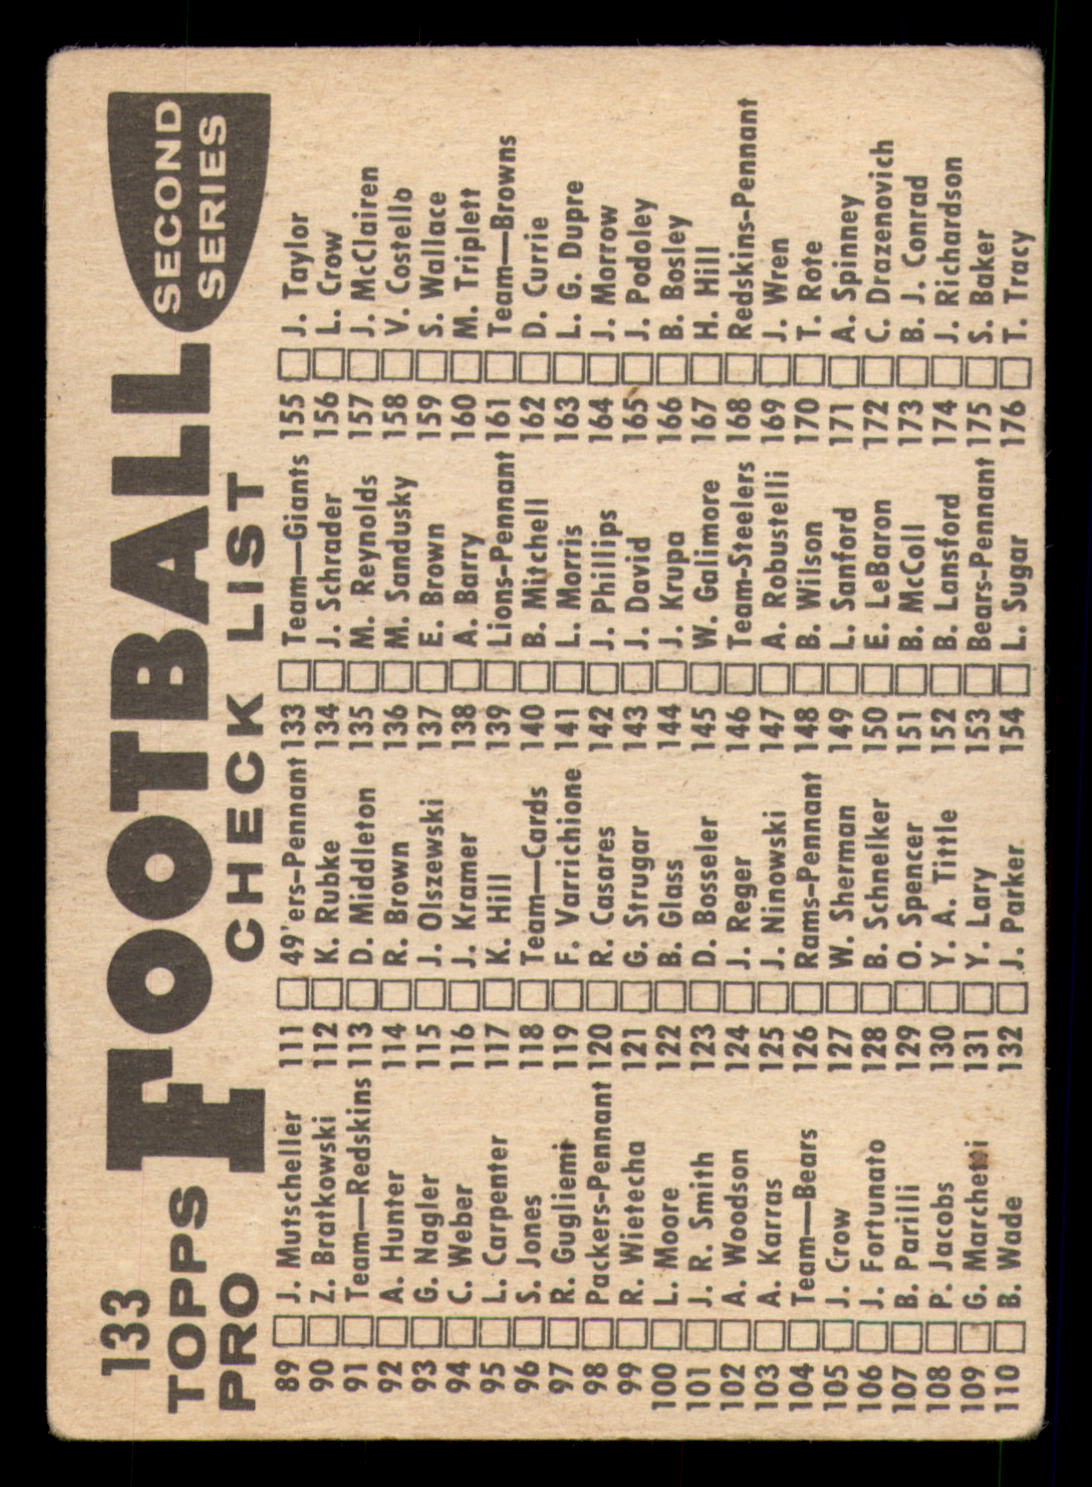 133
TOPPS FOOTBALL
PRO CHECK LIST
SECOND
SERIES
89 J. Mutscheller
90 Z. Bratkowski
91 Team—Redskins
92 A. Hunter
93 G. Nagler
94 C. Weber
95 L. Carpenter
96 S. Jones
97 R. Gugliemi
98 Packers-Pennant
99 R. Wietecha
100 L. Moore
101 J. R. Smith
102 A. Woodson
103 A. Karras
104 Team—Bears
105 J. Crow
106 J. Fortunato
107 B. Parilli
108 P. Jacobs
109 G. Marchetti
110 B. Wade
111 49'ers-Pennant
112 K. Rubke
113 D. Middleton
114 R. Brown
115 J. Olszewski
116 J. Kramer
117 K. Hill
118 Team—Cards
119 F. Varrichione
120 R. Casares
121 G. Strugar
122 B. Glass
123 D. Bosseler
124 J. Reger
125 J. Ninowski
126 Rams-Pennant
127 W. Sherman
128 B. Schnelker
129 O. Spencer
130 Y. A. Tittle
131 Y. Lary
132 J. Parker
133 Team—Giants
134 J. Schrader
135 M. Reynolds
136 M. Sandusky
137 E. Brown
138 A. Barry
139 Lions-Pennant
140 B. Mitchell
141 L. Morris
142 J. Phillips
143 J. David
144 J. Krupa
145 W. Galimore
146 Team-Steelers
147 A. Robustelli
148 B. Wilson
149 L. Sanford
150 E. LeBaron
151 B. McColl
152 B. Lansford
153 Bears-Pennant
154 L. Sugar
155 J. Taylor
156 L. Crow
157 J. McClairen
158 V. Costello
159 S. Wallace
160 M. Triplett
161 Team—Browns
162 D. Currie
163 L. G. Dupre
164 J. Morrow
165 J. Podoley
166 B. Bosley
167 H. Hill
168 Redskins-Pennant
169 J. Wren
170 T. Rote
171 A. Spinney
172 C. Drazenovich
173 B. J. Conrad
174 J. Richardson
175 S. Baker
176 T. Tracy